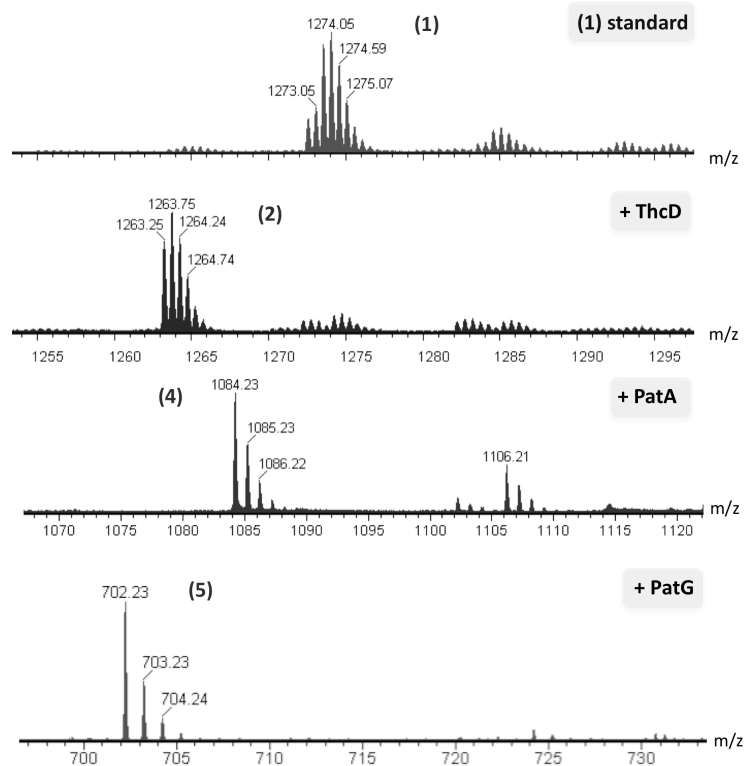 1274.05
(1)
(1) standard
1274.59
1273.05
1275.07
m/z
1263.75
(2)
+ ThcD
1263.25
1264.24
1264.74
m/z
1255 1260 1265 1270 1275 1280 1285 1290 1295
1084.23
(4)
+ PatA
1085.23
1086.22
1106.21
m/z
1070 1075 1080 1085 1090 1095 1100 1105 1110 1115 1120
702.23
(5)
+ PatG
703.23
704.24
m/z
700 705 710 715 720 725 730